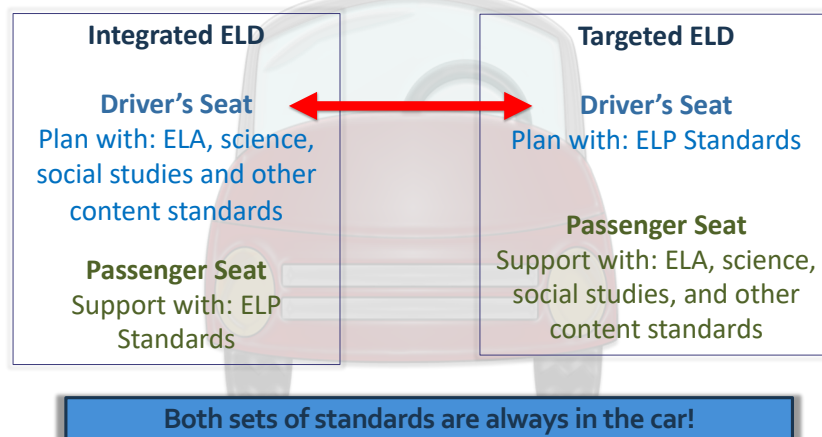 Integrated ELD
Driver's Seat
Plan with: ELA, science,
social studies and other
content standards
Passenger Seat
Support with: ELP
Standards
Targeted ELD
Driver's Seat
Plan with: ELP Standards
Passenger Seat
Support with: ELA, science,
social studies, and other
content standards
Both sets of standards are always in the car!